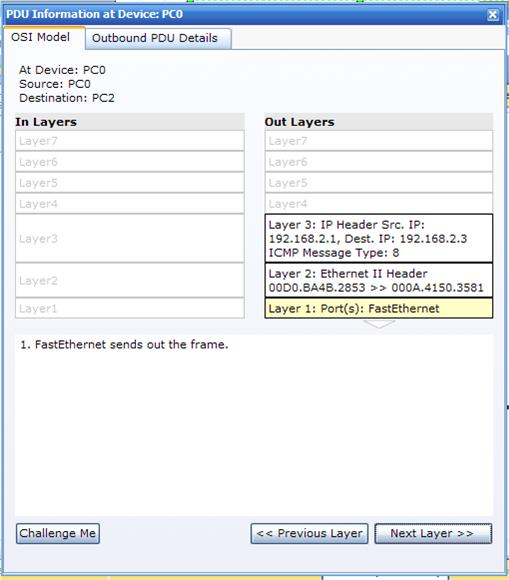 PDU Information at Device: PC0
OSI Model
Outbound PDU Details
At Device: PC0
Source: PC0
Destination: PC2
In Layers
Layer7
Layer6
Layer5
Layer4
Layer3
Layer2
Layer1
Out Layers
Layer7
Layer6
Layer5
Layer4
Layer 3: IP Header Src. IP:
192.168.2.1, Dest. IP: 192.168.2.3
ICMP Message Type: 8
Layer 2: Ethernet II Header
00D0.BA4B.2853 >> 000A.4150.3581
Layer 1: Port(s): FastEthernet
1. FastEthernet sends out the frame.
Challenge Me
<< Previous Layer
Next Layer >>